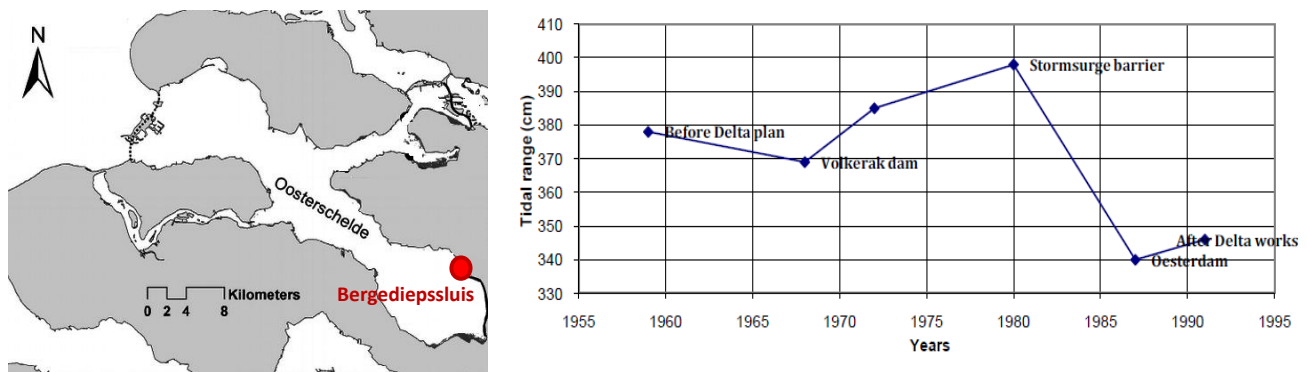 N
Oosterschelde
Bergediepssluis
Kilometers
0 2 4 8
410
400
390
380
370
360
350
340
330
Tidal range (cm)
Before Delta plan
Volkerak dam
Stormsurge barrier
After Delta works
Oesterdam
1955 1960 1965 1970 1975 1980 1985 1990 1995
Years